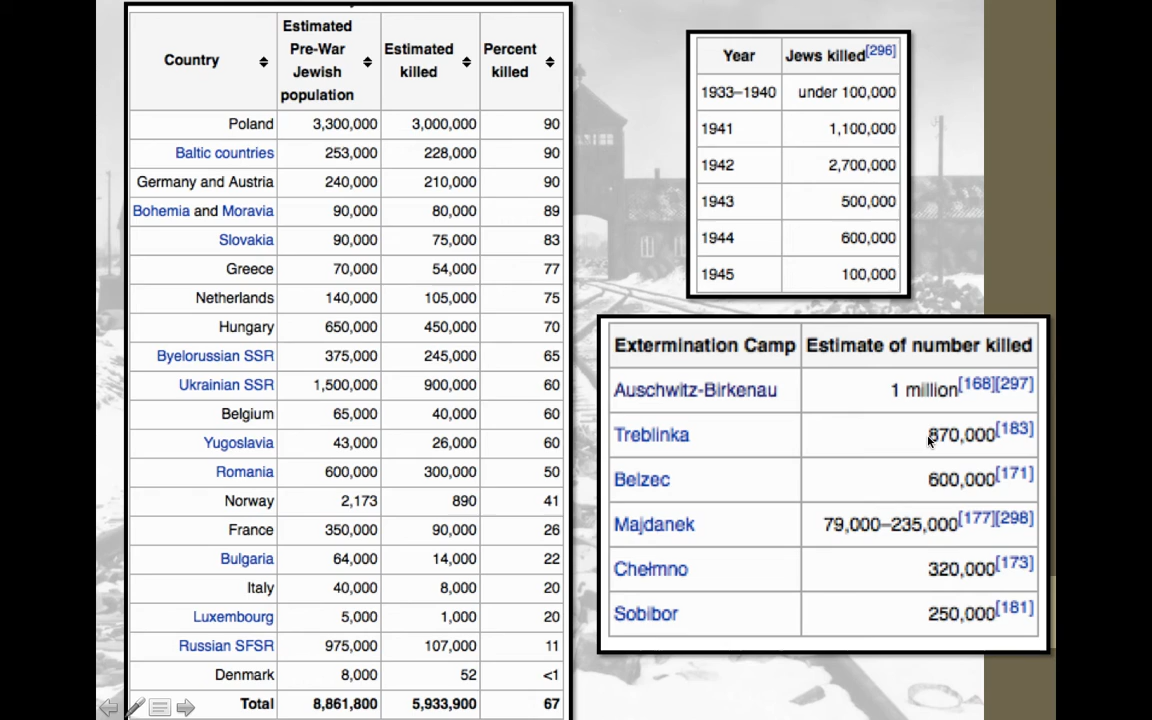 Country Estimated Pre-War Jewish population Estimated killed Percent killed
Poland 3,300,000 3,000,000 90
Baltic countries 253,000 228,000 90
Germany and Austria 240,000 210,000 90
Bohemia and Moravia 90,000 80,000 89
Slovakia 90,000 75,000 83
Greece 70,000 54,000 77
Netherlands 140,000 105,000 75
Hungary 650,000 450,000 70
Byelorussian SSR 375,000 245,000 65
Ukrainian SSR 1,500,000 900,000 60
Belgium 65,000 40,000 60
Yugoslavia 43,000 26,000 60
Romania 600,000 300,000 50
Norway 2,173 890 41
France 350,000 90,000 26
Bulgaria 64,000 14,000 22
Italy 40,000 8,000 20
Luxembourg 5,000 1,000 20
Russian SFSR 975,000 107,000 11
Denmark 8,000 52 <1
Total 8,861,800 5,933,900 67
Year Jews killed[296]
1933–1940 under 100,000
1941 1,100,000
1942 2,700,000
1943 500,000
1944 600,000
1945 100,000
Extermination Camp Estimate of number killed
Auschwitz-Birkenau 1 million[168][297]
Treblinka 870,000[183]
Belzec 600,000[171]
Majdanek 79,000–235,000[177][298]
Chełmno 320,000[173]
Sobibor 250,000[181]